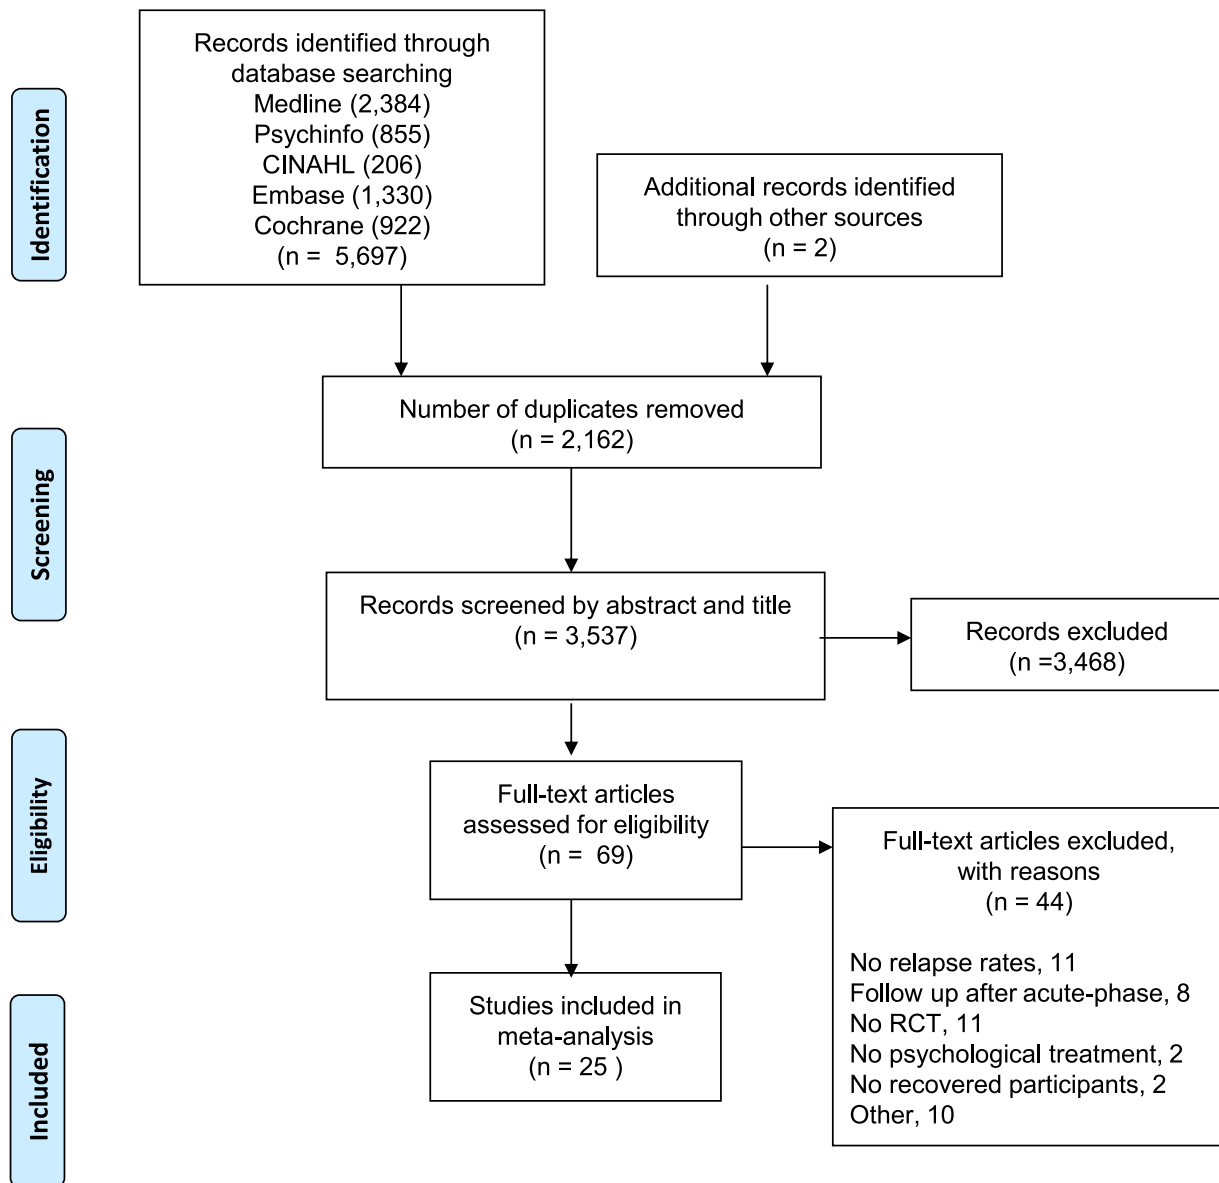 Identification
Records identified through
database searching
Medline (2,384)
Psychinfo (855)
CINAHL (206)
Embase (1,330)
Cochrane (922)
(n =  5,697)
Additional records identified
through other sources
(n = 2)
Number of duplicates removed
(n = 2,162)
Screening
Records screened by abstract and title
(n = 3,537)
Records excluded
(n =3,468)
Eligibility
Full-text articles
assessed for eligibility
(n =  69)
Full-text articles excluded,
with reasons
(n = 44)
No relapse rates, 11
Follow up after acute-phase, 8
No RCT, 11
No psychological treatment, 2
No recovered participants, 2
Other, 10
Included
Studies included in
meta-analysis
(n = 25 )